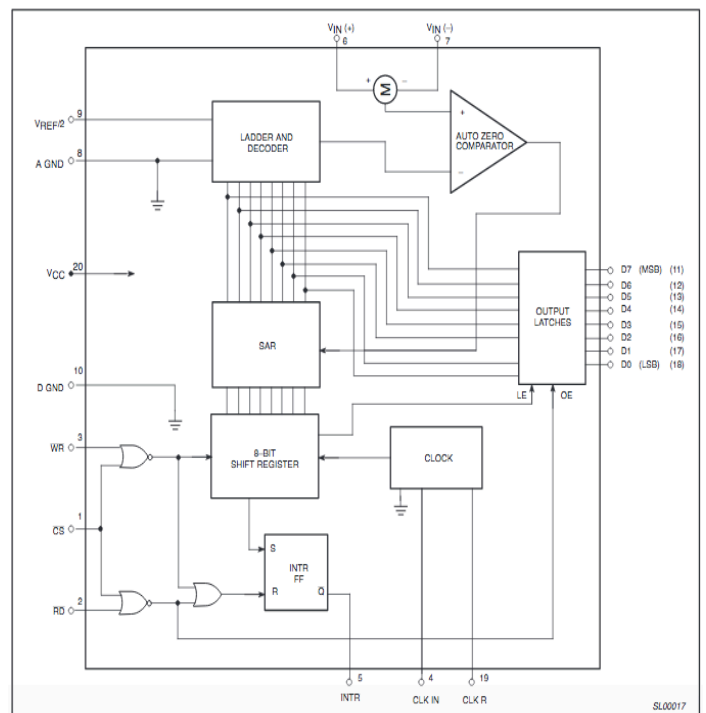 VIN (+)
6
VIN (–)
7
+
–
M
9
VREF/2
8
A GND
LADDER AND
DECODER
+
AUTO ZERO
COMPARATOR
–
20
VCC
D7 (MSB) (11)
D6 (12)
D5 (13)
D4 (14)
D3 (15)
D2 (16)
D1 (17)
D0 (LSB) (18)
OUTPUT
LATCHES
LE
OE
SAR
10
D GND
3
WR
8–BIT
SHIFT REGISTER
CLOCK
1
CS
S
INTR
FF
R
Q
2
RD
5
INTR
4
CLK IN
19
CLK R
SL00017